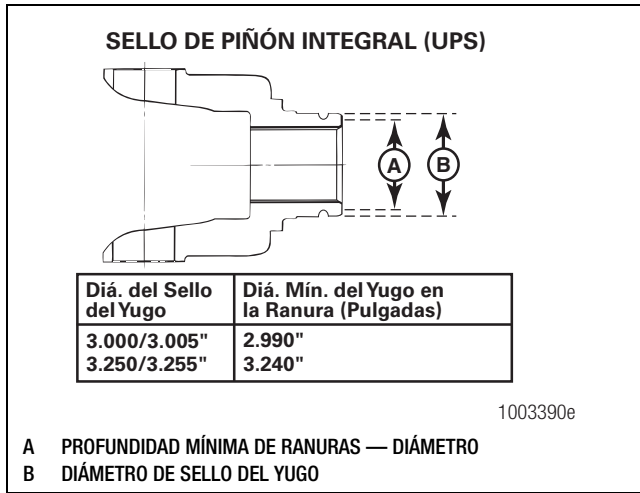 SELLO DE PIÑÓN INTEGRAL (UPS)
A
B
Diá. del Sello
del Yugo
Diá. Mín. del Yugo en
la Ranura (Pulgadas)
3.000/3.005" 2.990"
3.250/3.255" 3.240"
1003390e
A PROFUNDIDAD MÍNIMA DE RANURAS — DIÁMETRO
B DIÁMETRO DE SELLO DEL YUGO